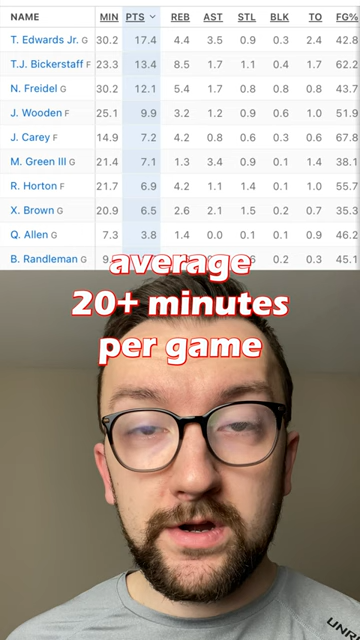 NAME MIN PTS REB AST STL BLK TO FG%
T. Edwards Jr. G 30.2 17.4 4.4 3.5 0.9 0.3 2.4 42.8
T.J. Bickerstaff F 23.3 13.4 8.5 1.7 1.1 0.4 1.7 62.2
N. Freidel G 30.2 12.1 5.4 1.7 0.8 0.8 0.8 43.7
J. Wooden F 25.1 9.9 3.2 1.2 0.9 0.6 1.0 51.9
J. Carey F 14.9 7.2 4.2 0.8 0.6 0.3 0.6 67.8
M. Green III G 21.4 7.1 1.3 3.4 0.9 0.1 1.4 38.1
R. Horton F 21.7 6.9 4.2 1.1 1.4 0.1 1.0 55.7
X. Brown G 20.9 6.5 2.6 2.1 1.5 0.2 0.7 35.3
Q. Allen G 7.3 3.8 1.4 0.0 0.1 0.1 0.9 46.2
B. Randleman G 0.2 0.3 45.1
average
20+ minutes
per game